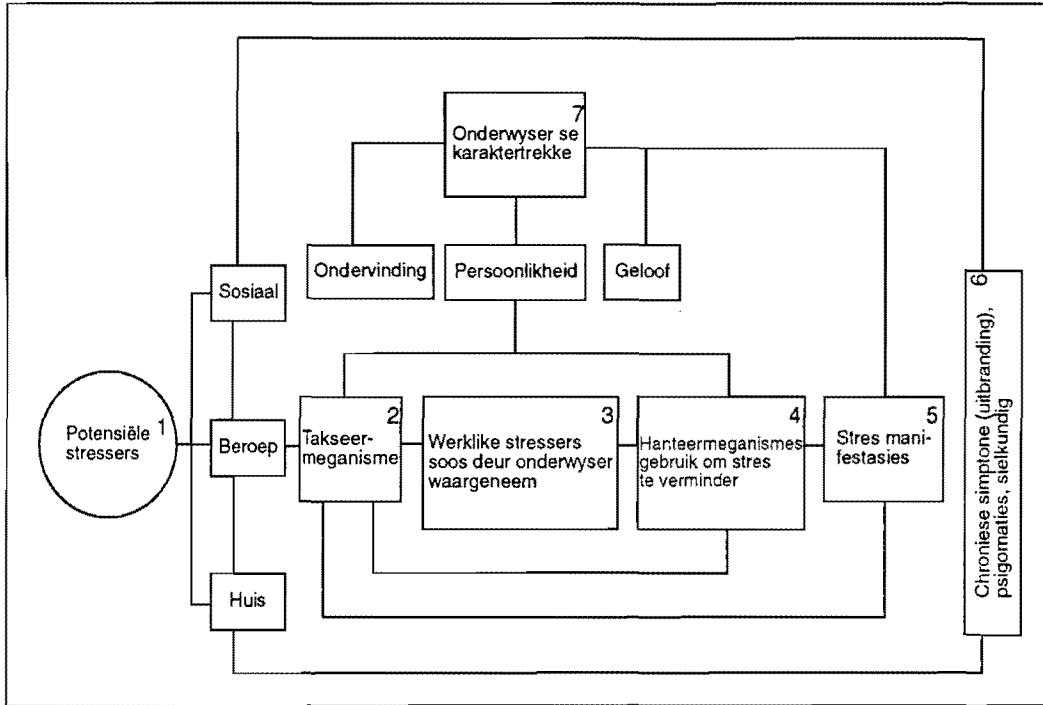 7
Onderwyser se
karaktertrekke
Ondervinding
Persoonlikheid
Geloof
Sosiaal
Potensiële 1
stressers
Beroep
Huis
2
Takseer-
meganisme
3
Werklike stressers
soos deur onderwyser
waargeneem
4
Hanteermeganismes
gebruik om stres
te verminder
5
Stres mani-
festasies
6
Chroniese simptone (uitbranding),
psigomaties, sielkundig